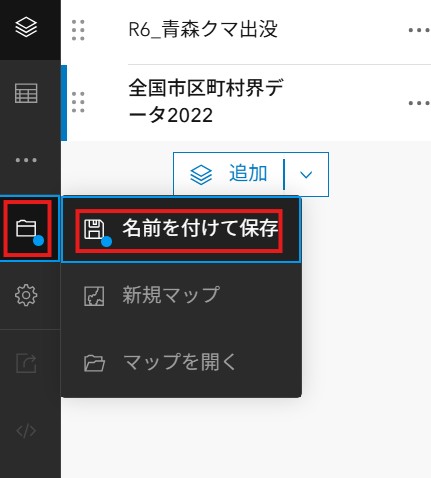 R6_青森クマ出没
全国市区町村界デ
ータ2022
追加
名前を付けて保存
新規マップ
マップを開く